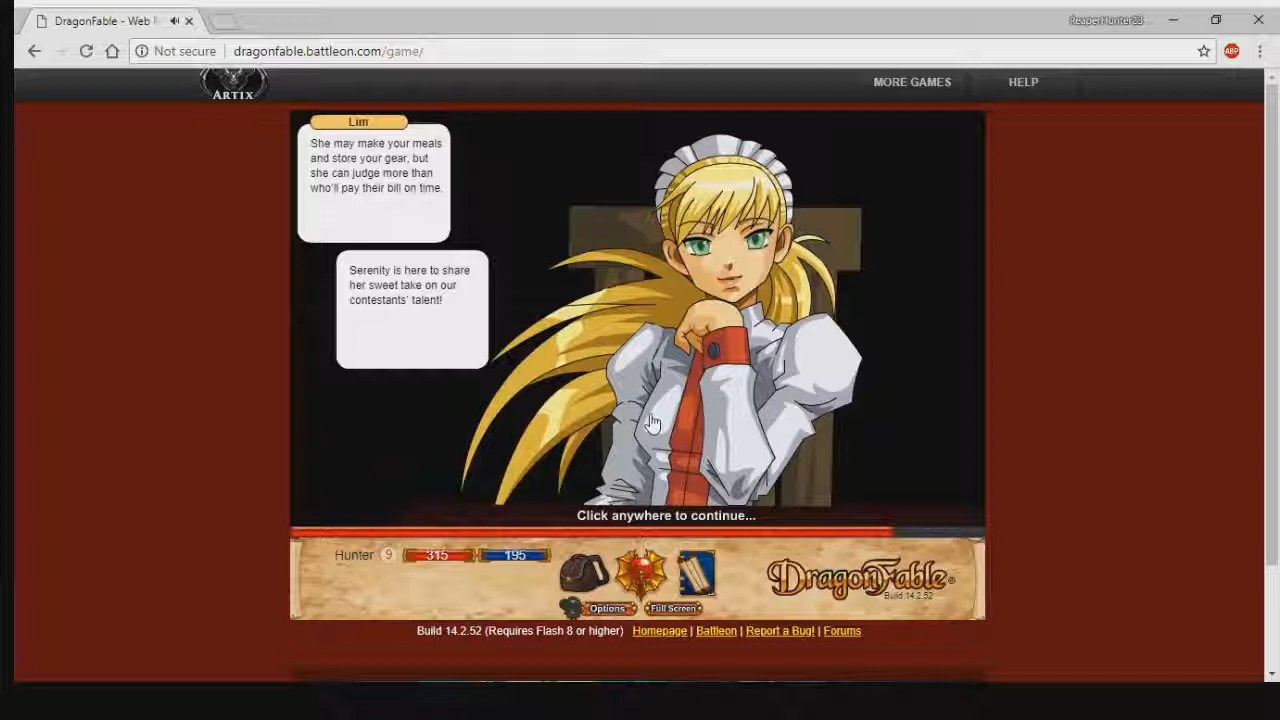 DragonFable - Web
ReaperHunter23
Not secure | dragonfable.battleon.com/game/
ABP
ARTIX
MORE GAMES
HELP
Lim
She may make your meals
and store your gear, but
she can judge more than
who'll pay their bill on time.
Serenity is here to share
her sweet take on our
contestants' talent!
Click anywhere to continue...
Hunter 9 315 195
DragonFable®
Build 14.2.52
Options Full Screen
Build 14.2.52 (Requires Flash 8 or higher) Homepage | Battleon | Report a Bug! | Forums